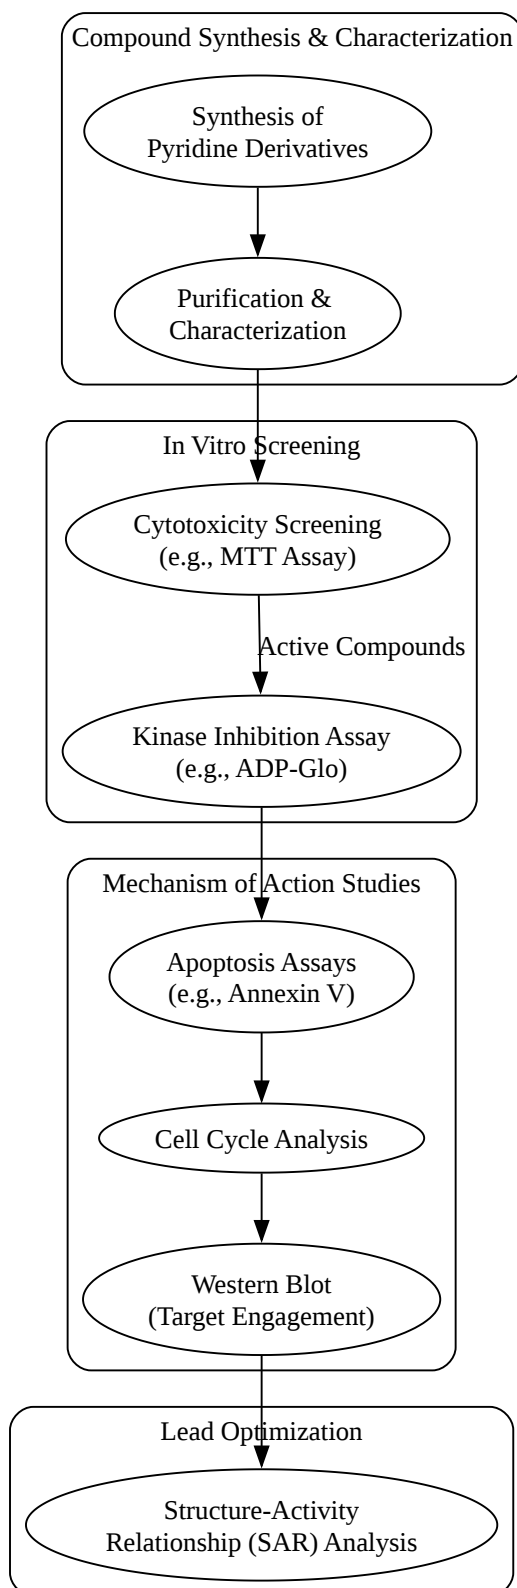 Compound Synthesis & Characterization
Synthesis of
Pyridine Derivatives
Purification &
Characterization
In Vitro Screening
Cytotoxicity Screening
(e.g., MTT Assay)
Active Compounds
Kinase Inhibition Assay
(e.g., ADP-Glo)
Mechanism of Action Studies
Apoptosis Assays
(e.g., Annexin V)
Cell Cycle Analysis
Western Blot
(Target Engagement)
Lead Optimization
Structure-Activity
Relationship (SAR) Analysis